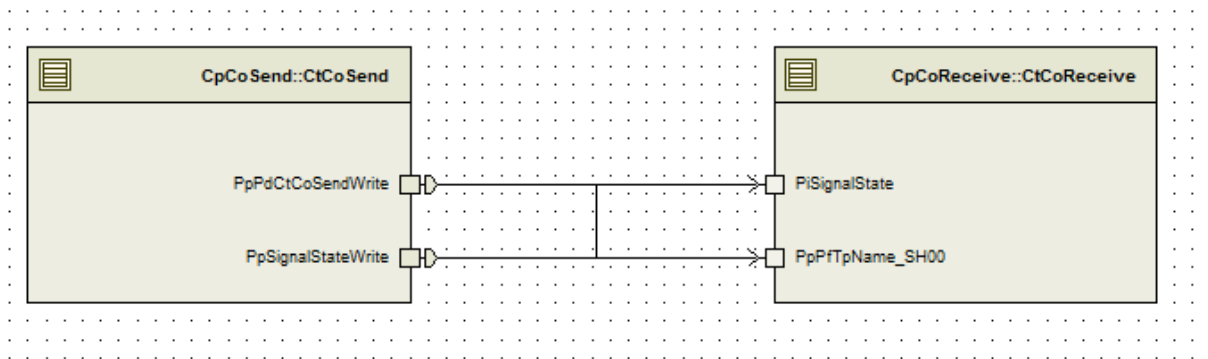 CpCoSend::CtCoSend
CpCoReceive::CtCoReceive
PpPdCtCoSendWrite
PiSignalState
PpSignalStateWrite
PpPfTpName_SH00